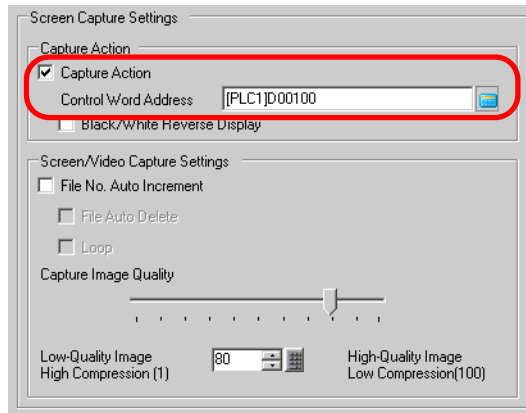 Screen Capture Settings
Capture Action
Capture Action
Control Word Address [PLC1]D00100
Black/White Reverse Display
Screen/Video Capture Settings
File No. Auto Increment
File Auto Delete
Loop
Capture Image Quality
Low-Quality Image 80 High-Quality Image
High Compression (1) Low Compression(100)